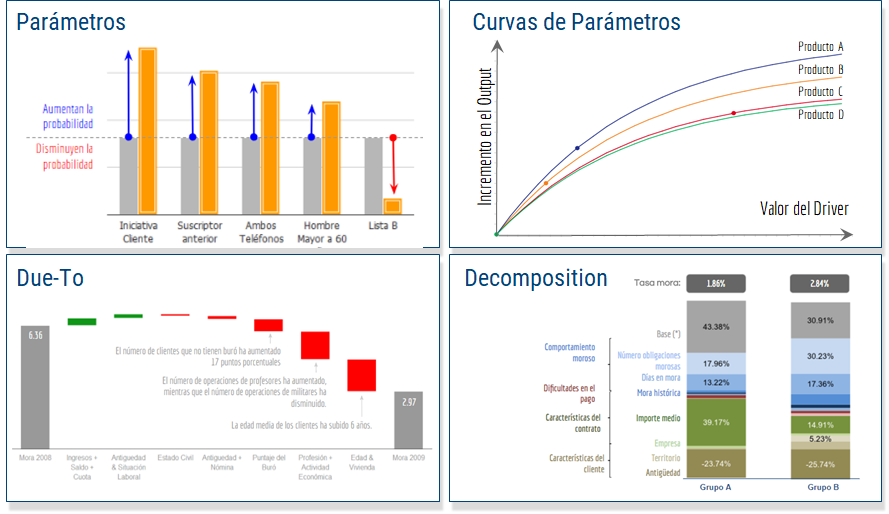 Parámetros
Aumentan la
probabilidad
Disminuyen la
probabilidad
Iniciativa
Cliente
Suscriptor
anterior
Ambos
Teléfonos
Hombre
Mayor a 60
Lista B
Curvas de Parámetros
Incremento en el Output
Producto A
Producto B
Producto C
Producto D
Valor del Driver
Due-To
6.36
El número de clientes que no tienen buró ha aumentado
17 puntos porcentuales
El número de operaciones de profesores ha aumentado,
mientras que el número de operaciones de militares ha
disminuido.
La edad media de los clientes ha subido 6 años.
2.97
Mora 2008
Ingresos +
Saldo +
Cuota
Antiguedad
& Situación
Laboral
Estado Civil
Antiguedad +
Nómina
Puntaje del
Buró
Profesión +
Actividad
Económica
Edad &
Vivienda
Mora 2009
Decomposition
Tasa mora:
1.86%
2.84%
Base (*)
43.38%
30.91%
Comportamiento
moroso
Número obligaciones
morosas
17.96%
30.23%
Días en mora
13.22%
17.36%
Dificultades en el
pago
Mora histórica
Características del
contrato
Importe medio
39.17%
14.91%
Empresa
5.23%
Características del
cliente
Territorio
Antigüedad
-23.74%
-25.74%
Grupo A
Grupo B